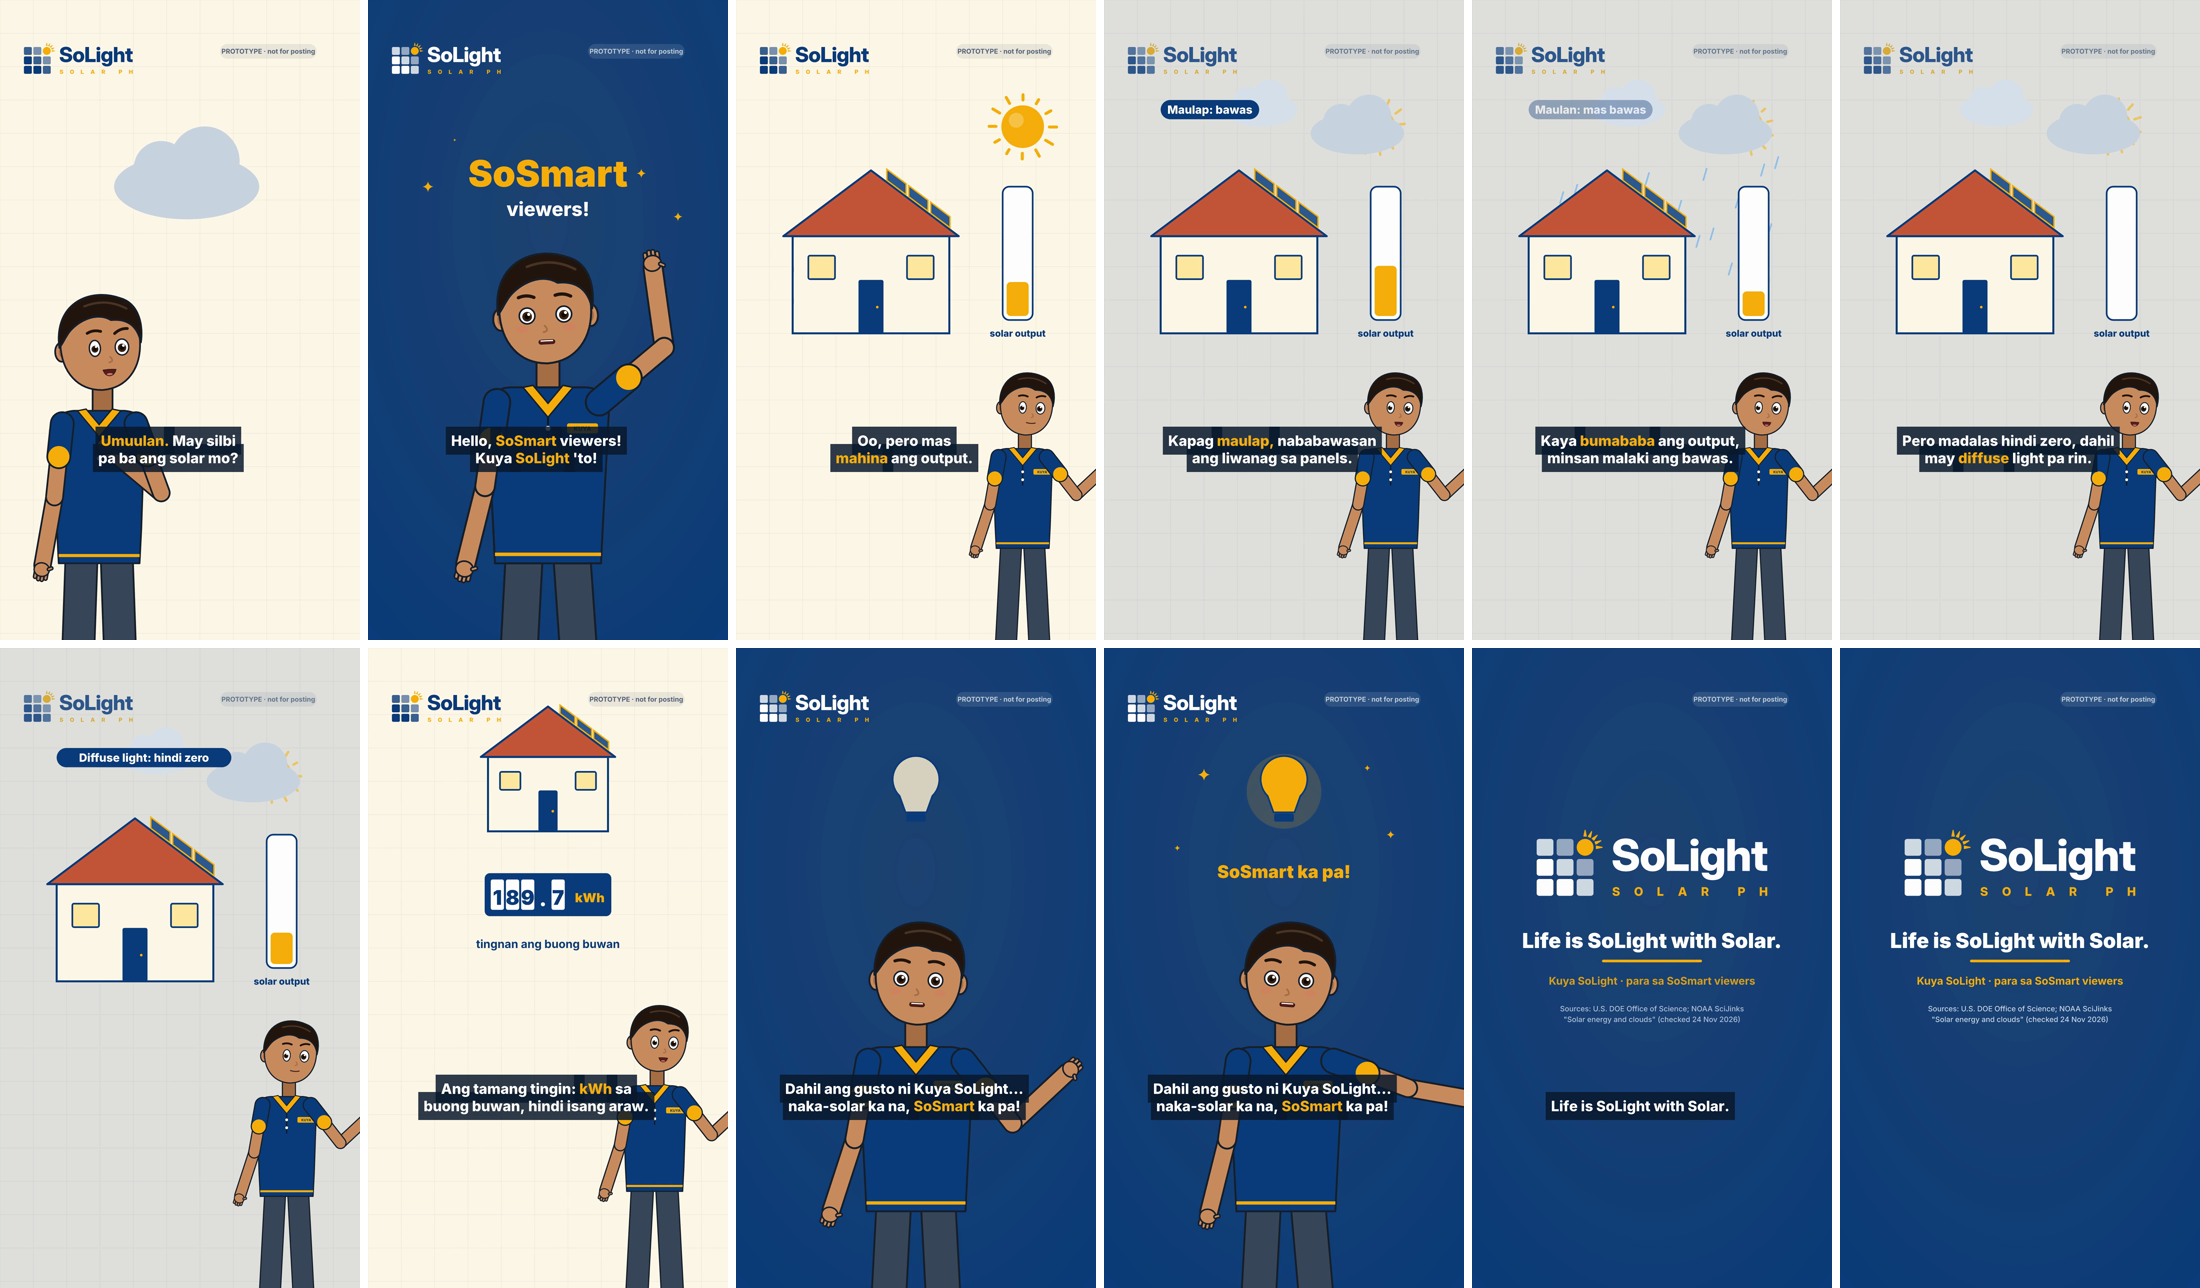 SoLight
SOLAR PH
PROTOTYPE · not for posting
Umuulan. May silbi
pa ba ang solar mo?
SoLight
SOLAR PH
PROTOTYPE · not for posting
SoSmart
viewers!
Hello, SoSmart viewers!
Kuya SoLight 'to!
SoLight
SOLAR PH
PROTOTYPE · not for posting
solar output
Oo, pero mas
mahina ang output.
KUYA
SoLight
SOLAR PH
PROTOTYPE · not for posting
Maulap: bawas
solar output
Kapag maulap, nababawasan
ang liwanag sa panels.
KUYA
SoLight
SOLAR PH
PROTOTYPE · not for posting
Maulan: mas bawas
solar output
Kaya bumababa ang output,
minsan malaki ang bawas.
KUYA
SoLight
SOLAR PH
PROTOTYPE · not for posting
solar output
Pero madalas hindi zero, dahil
may diffuse light pa rin.
KUYA
SoLight
SOLAR PH
PROTOTYPE · not for posting
Diffuse light: hindi zero
solar output
KUYA
SoLight
SOLAR PH
PROTOTYPE · not for posting
189.7 kWh
tingnan ang buong buwan
Ang tamang tingin: kWh sa
buong buwan, hindi isang araw.
KUYA
SoLight
SOLAR PH
PROTOTYPE · not for posting
Dahil ang gusto ni Kuya SoLight...
naka-solar ka na, SoSmart ka pa!
SoLight
SOLAR PH
PROTOTYPE · not for posting
SoSmart ka pa!
Dahil ang gusto ni Kuya SoLight...
naka-solar ka na, SoSmart ka pa!
PROTOTYPE · not for posting
SoLight
SOLAR PH
Life is SoLight with Solar.
Kuya SoLight · para sa SoSmart viewers
Sources: U.S. DOE Office of Science; NOAA SciJinks
"Solar energy and clouds" (checked 24 Nov 2026)
Life is SoLight with Solar.
PROTOTYPE · not for posting
SoLight
SOLAR PH
Life is SoLight with Solar.
Kuya SoLight · para sa SoSmart viewers
Sources: U.S. DOE Office of Science; NOAA SciJinks
"Solar energy and clouds" (checked 24 Nov 2026)